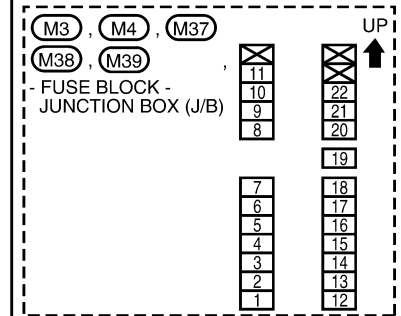 M3 , M4 , M37
UP
M38 , M39 ,
- FUSE BLOCK -
JUNCTION BOX (J/B)
11
10 22
9 21
8 20
19
7 18
6 17
5 16
4 15
3 14
2 13
1 12